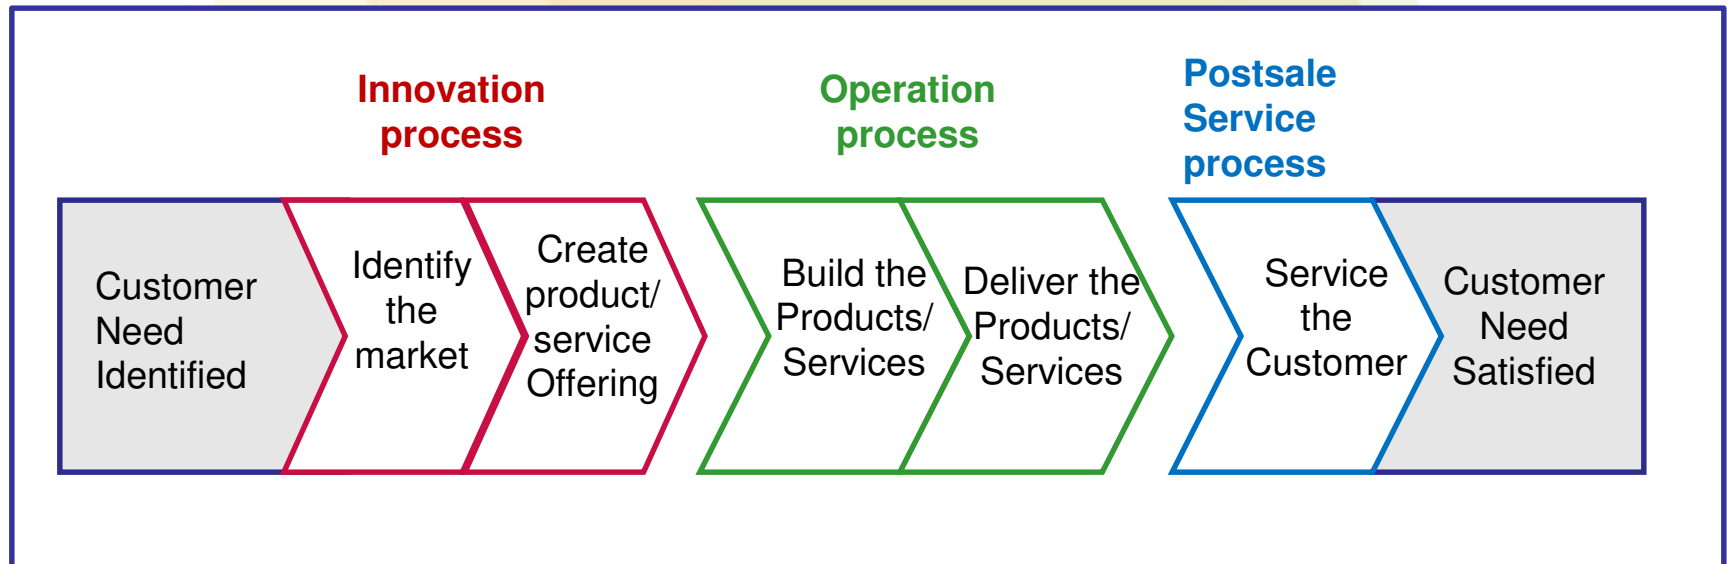 Innovation
process
Operation
process
Postsale
Service
process
Customer
Need
Identified
Identify
the
market
Create
product/
service
Offering
Build the
Products/
Services
Deliver the
Products/
Services
Service
the
Customer
Customer
Need
Satisfied